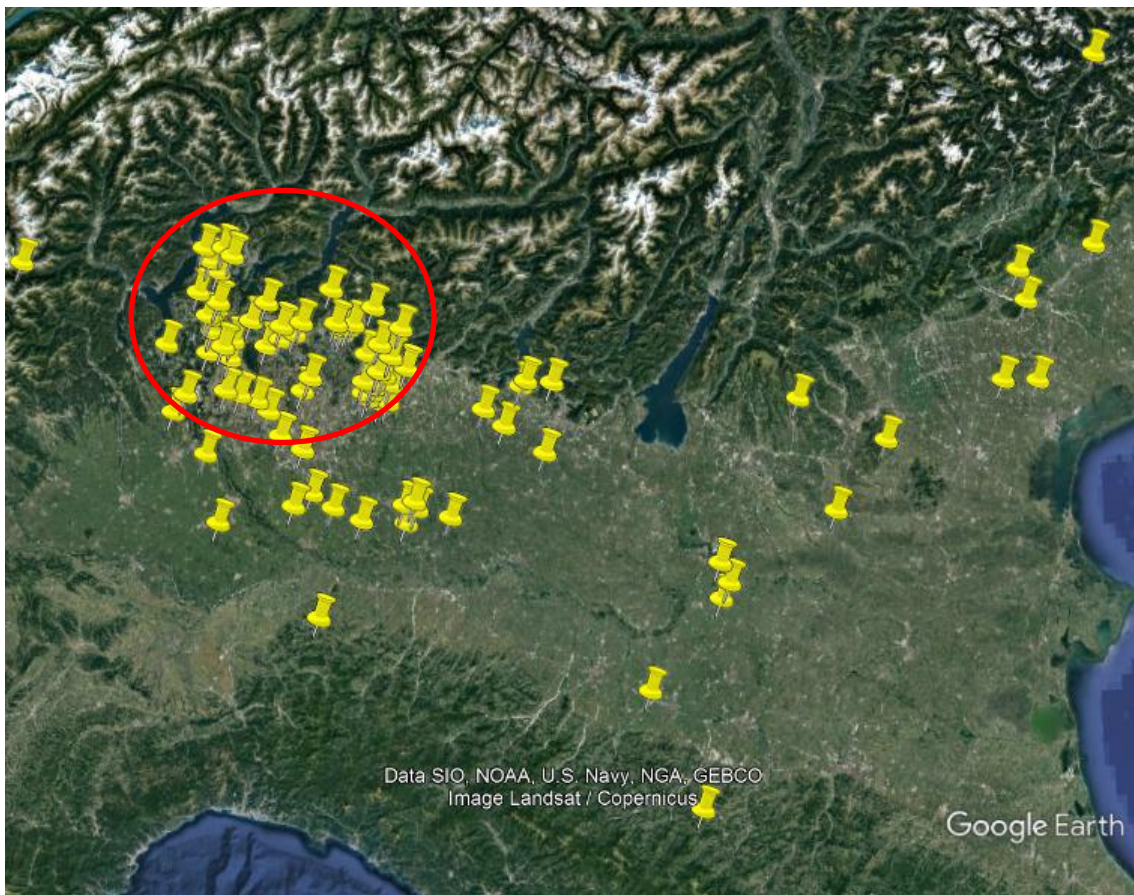 Data SIO, NOAA, U.S. Navy, NGA, GEBCO
Image Landsat / Copernicus
Google Earth